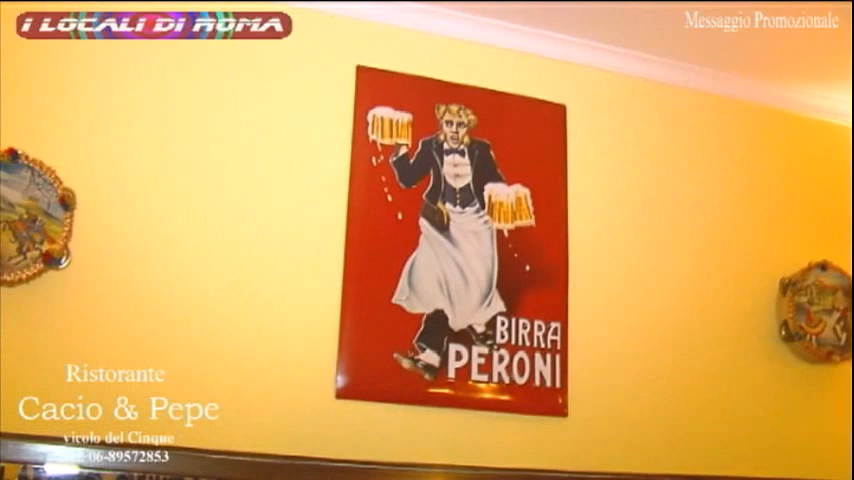 I LOCALI DI ROMA
Messaggio Promozionale
BIRRA
PERONI
Ristorante
Cacio & Pepe
vicolo del Cinque
06-89572853